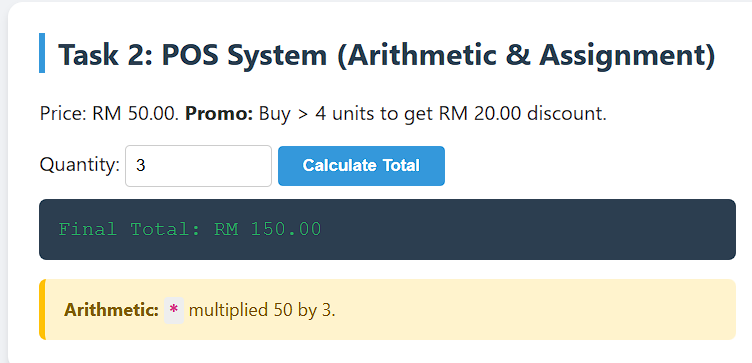 Task 2: POS System (Arithmetic & Assignment)
Price: RM 50.00. Promo: Buy > 4 units to get RM 20.00 discount.
Quantity: 3 Calculate Total
Final Total: RM 150.00
Arithmetic: * multiplied 50 by 3.